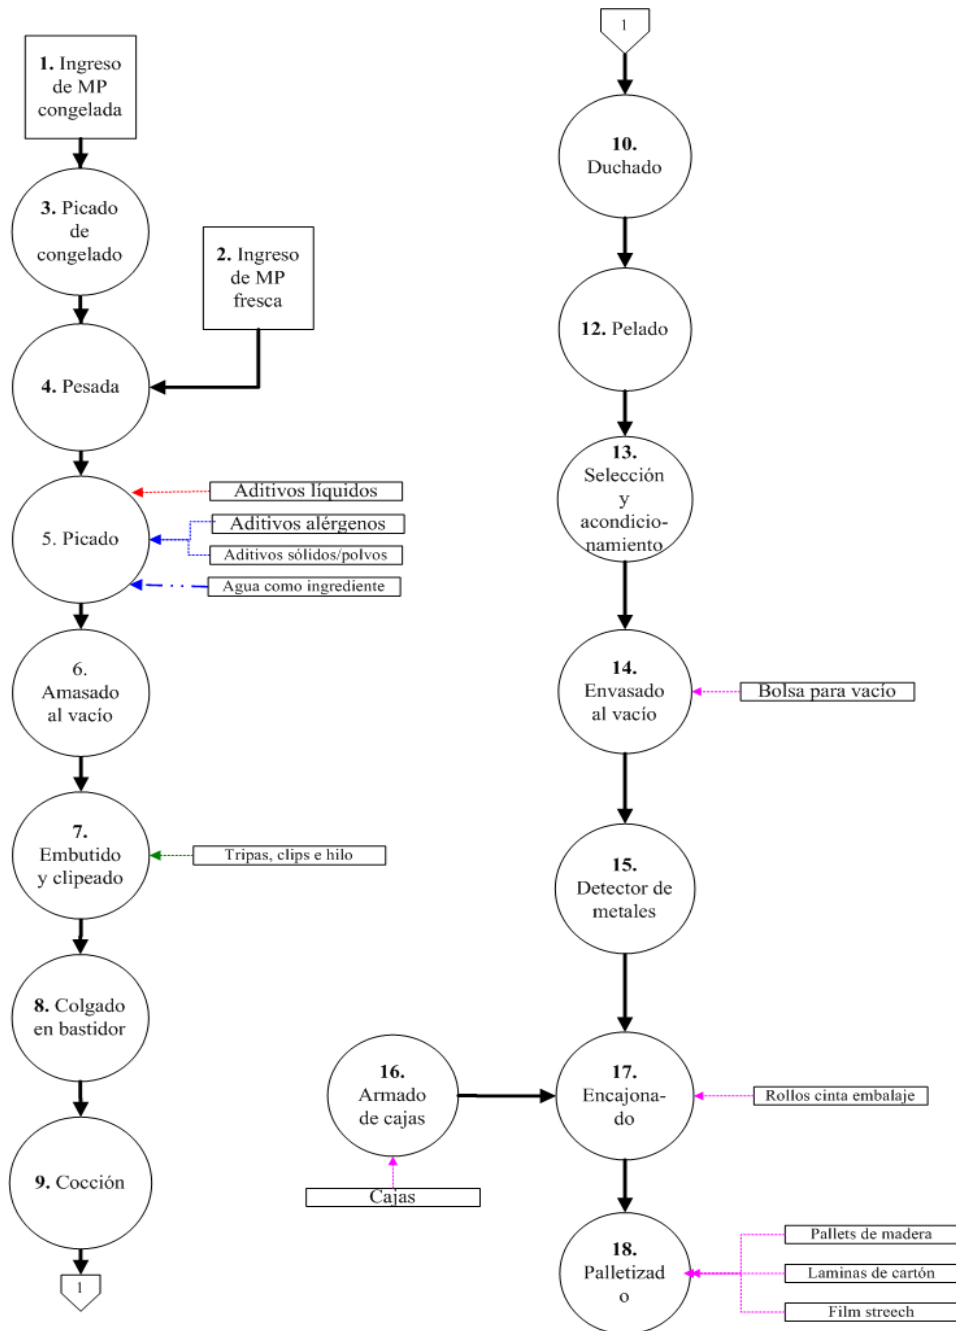 1. Ingreso
de MP
congelada
3. Picado
de
congelado
2. Ingreso
de MP
fresca
4. Pesada
5. Picado
Aditivos líquidos
Aditivos alérgenos
Aditivos sólidos/polvos
Agua como ingrediente
6.
Amasado
al vacío
7.
Embutido
y clipeado
Tripas, clips e hilo
8. Colgado
en bastidor
9. Cocción
1
1
10.
Duchado
12. Pelado
13.
Selección
y
acondicio-
namiento
14.
Envasado
al vacío
Bolsa para vacío
15.
Detector de
metales
16.
Armado
de cajas
Cajas
17.
Encajona-
do
Rollos cinta embalaje
18.
Palletizad
o
Pallets de madera
Laminas de cartón
Film streech